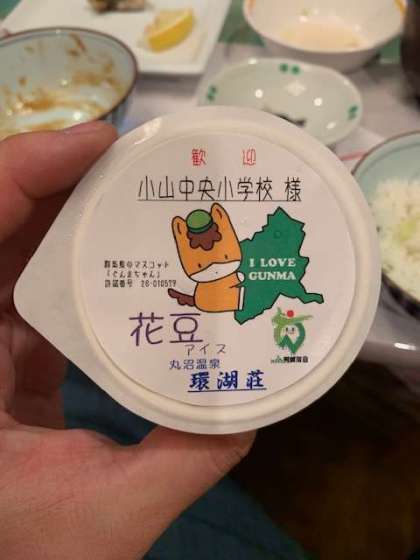 歓迎
小山中央小学校 様
I LOVE
GUNMA
群馬県のマスコット
「ぐんまちゃん」
許諾番号 26-010579
花豆
アイス
丸沼温泉
環湖荘